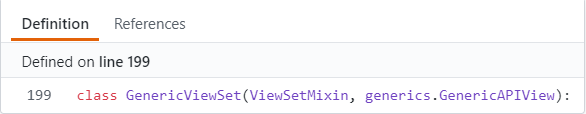 Definition References
Defined on line 199
199 class GenericViewSet(ViewSetMixin, generics.GenericAPIView):